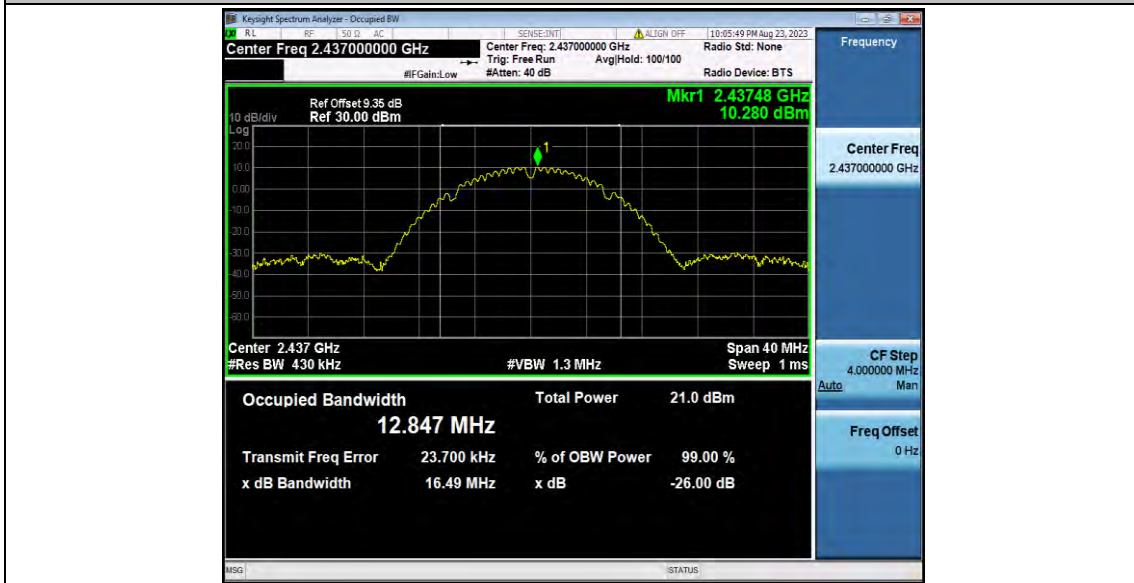 Keysight Spectrum Analyzer - Occupied BW
RL RF 50 Ω AC SENSE:INT ALIGN OFF 10:05:49 PM Aug 23, 2023
Center Freq 2.437000000 GHz
Center Freq: 2.437000000 GHz
Radio Std: None
Trig: Free Run Avg|Hold: 100/100
#IFGain:Low #Atten: 40 dB Radio Device: BTS
Frequency
Mkr1 2.43748 GHz
10.280 dBm
Ref Offset 9.35 dB
10 dB/div Ref 30.00 dBm
Log
20.0
10.0
0.00
-10.0
-20.0
-30.0
-40.0
-50.0
-60.0
1
Center 2.437 GHz Span 40 MHz
#Res BW 430 kHz #VBW 1.3 MHz Sweep 1 ms
Center Freq
2.437000000 GHz
CF Step
4.000000 MHz
Auto Man
Freq Offset
0 Hz
Occupied Bandwidth Total Power 21.0 dBm
12.847 MHz
Transmit Freq Error 23.700 kHz % of OBW Power 99.00 %
x dB Bandwidth 16.49 MHz x dB -26.00 dB
MSG STATUS